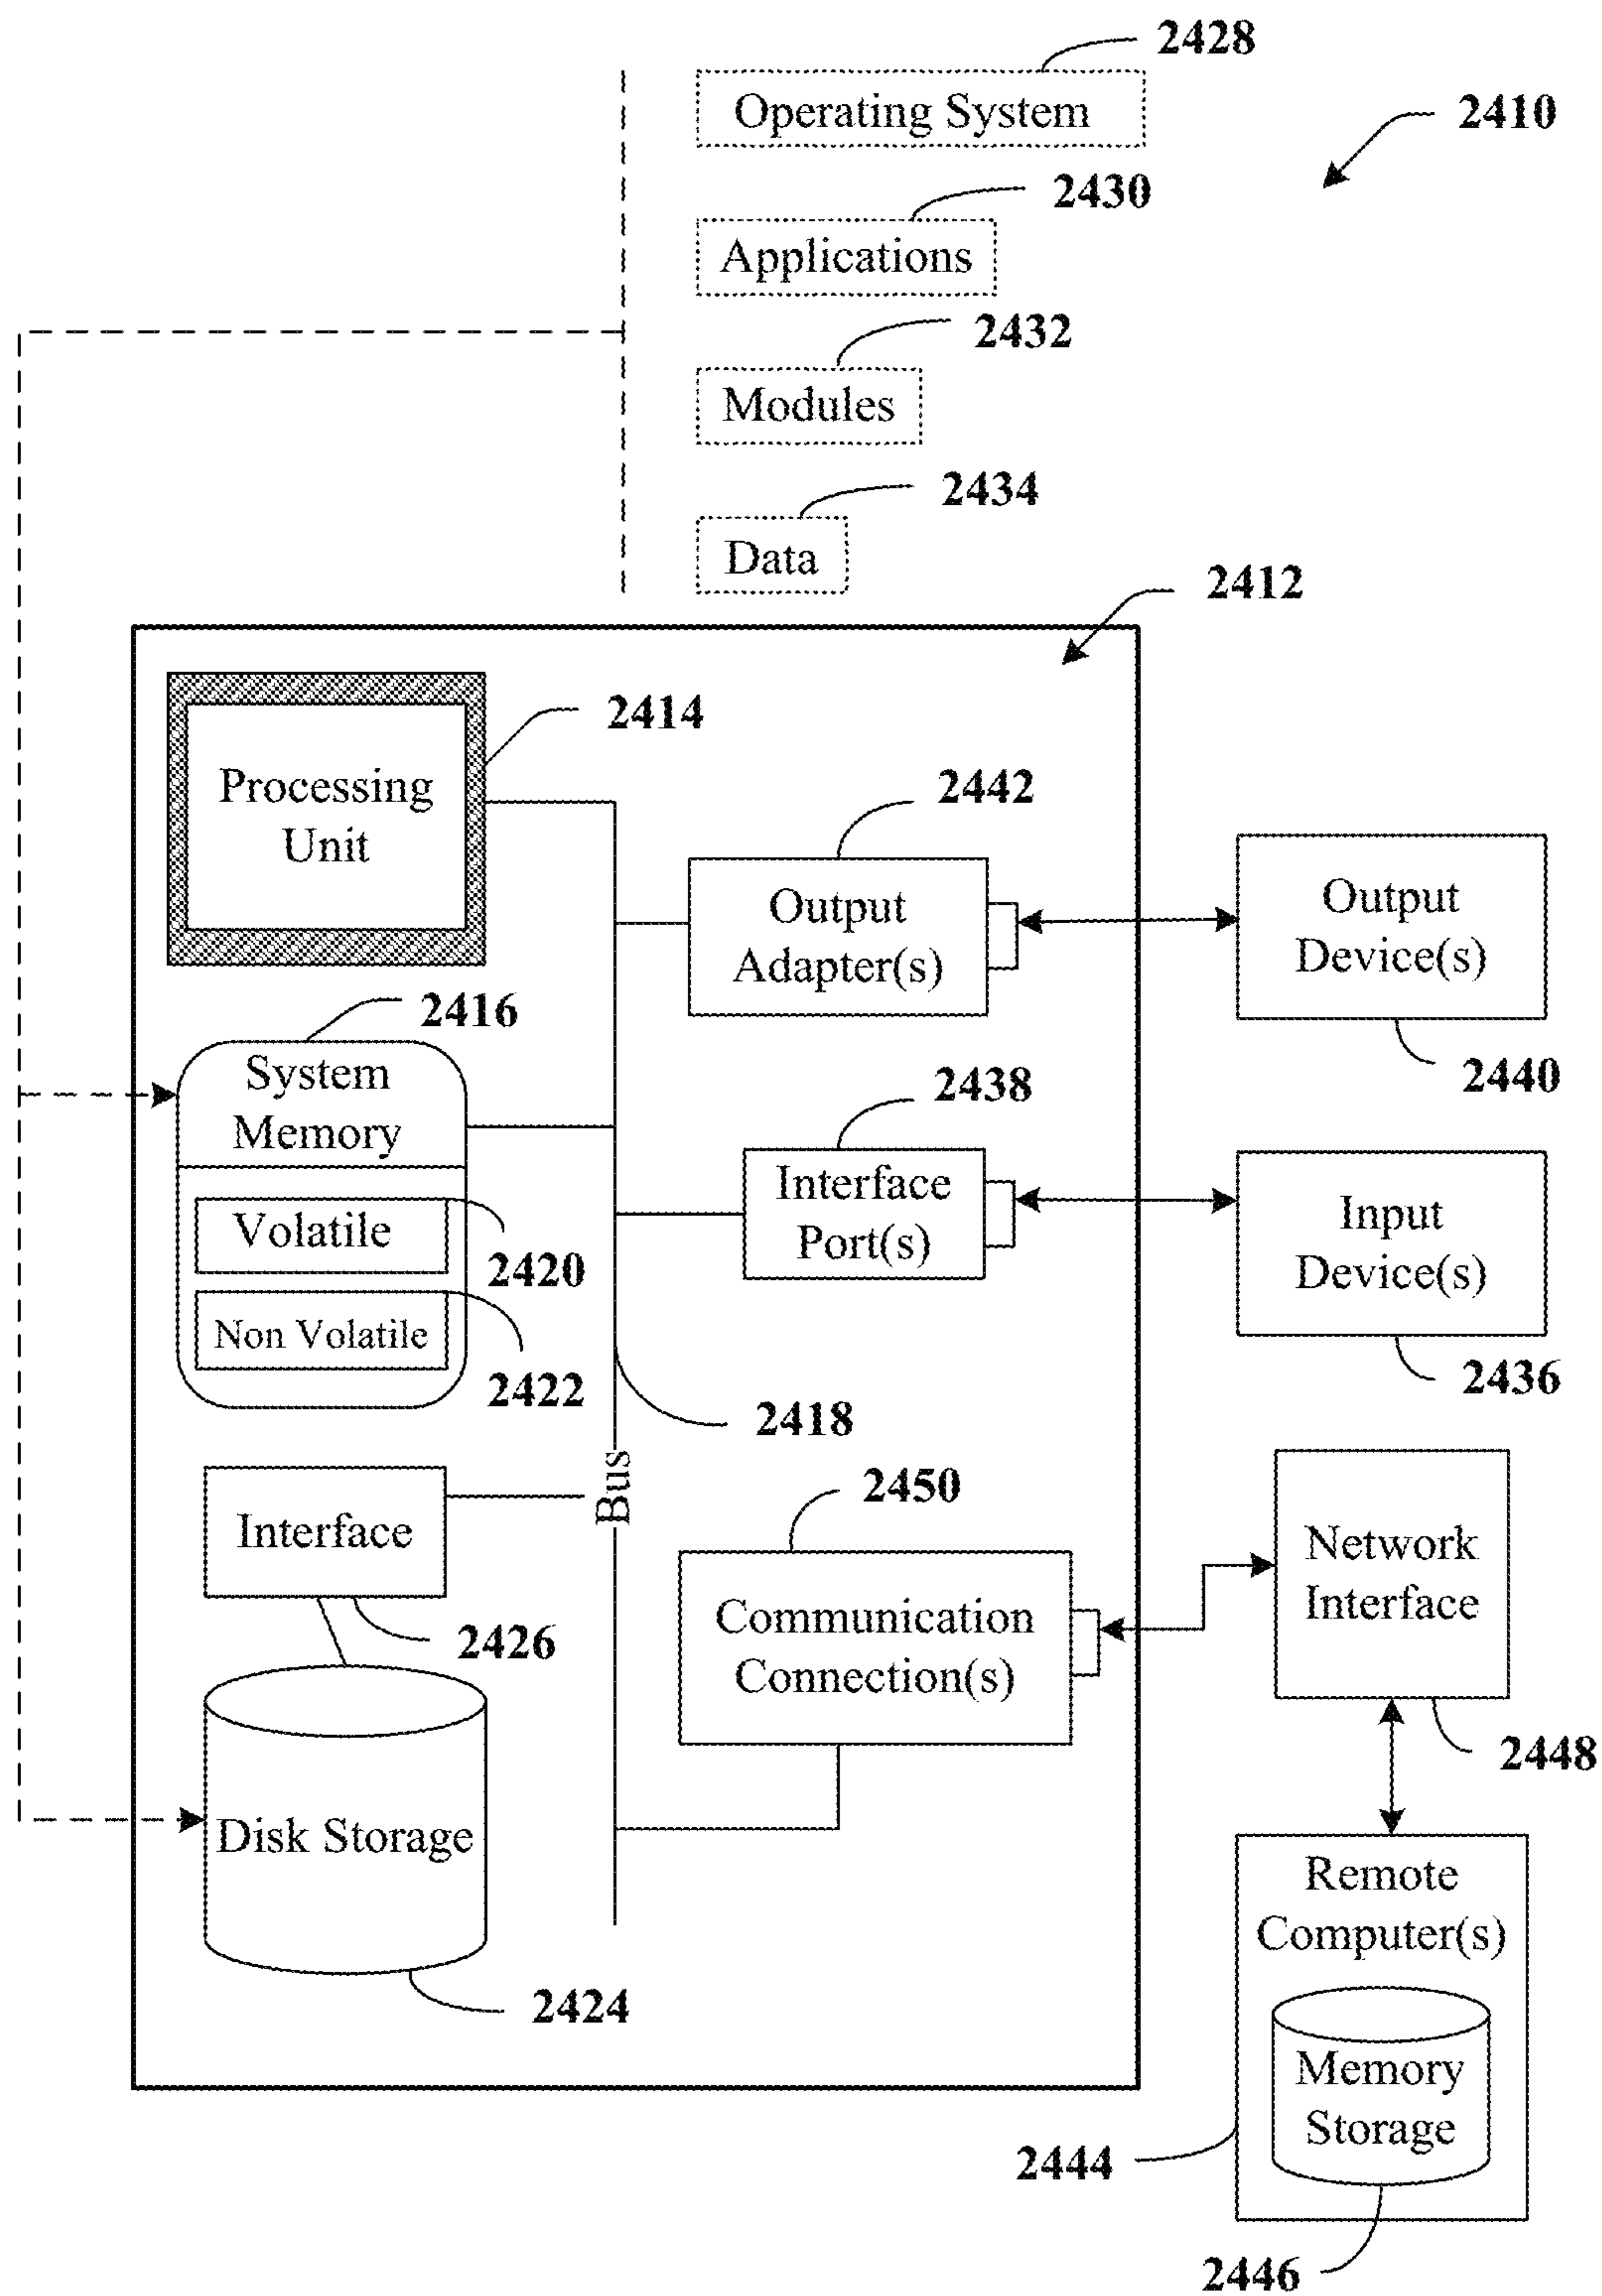 2428
Operating System
2410
2430
Applications
2432
Modules
2434
Data
2412
2414
Processing
Unit
2442
Output
Adapter(s)
Output
Device(s)
2440
2416
System
Memory
Volatile
2420
Non Volatile
2422
2438
Interface
Port(s)
Input
Device(s)
2436
2418
Bus
Interface
2426
2450
Communication
Connection(s)
Network
Interface
2448
Disk Storage
2424
Remote
Computer(s)
Memory
Storage
2444
2446